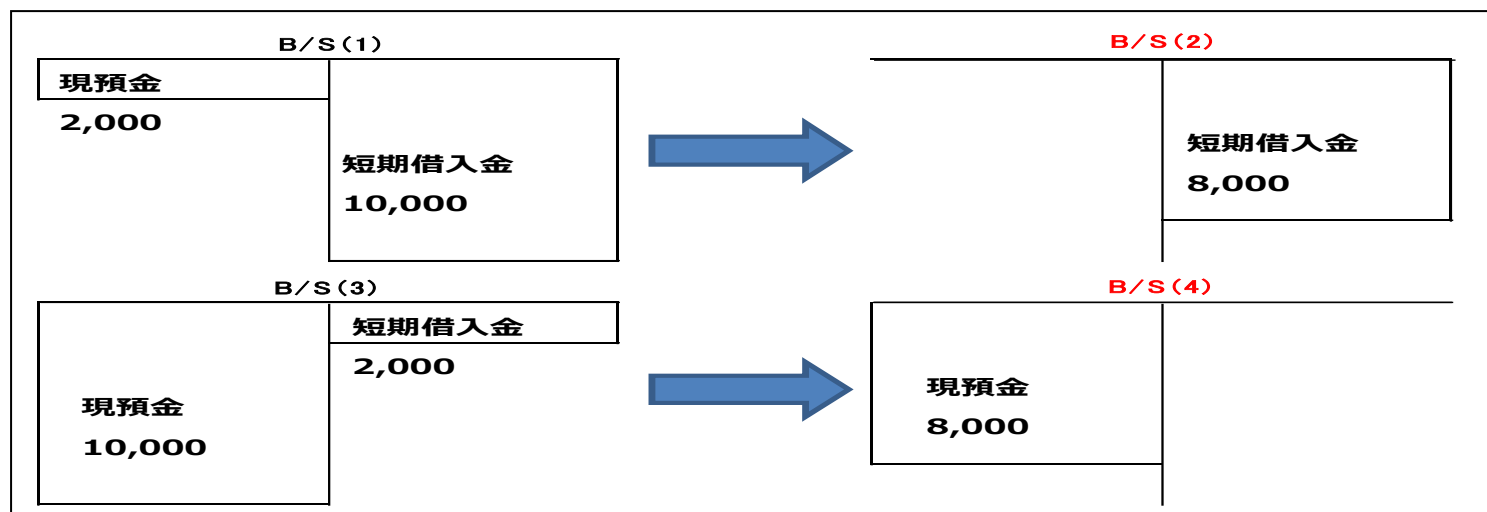 B/S(1)
現預金
2,000
短期借入金
10,000
B/S(2)
短期借入金
8,000
B/S(3)
短期借入金
2,000
現預金
10,000
B/S(4)
現預金
8,000